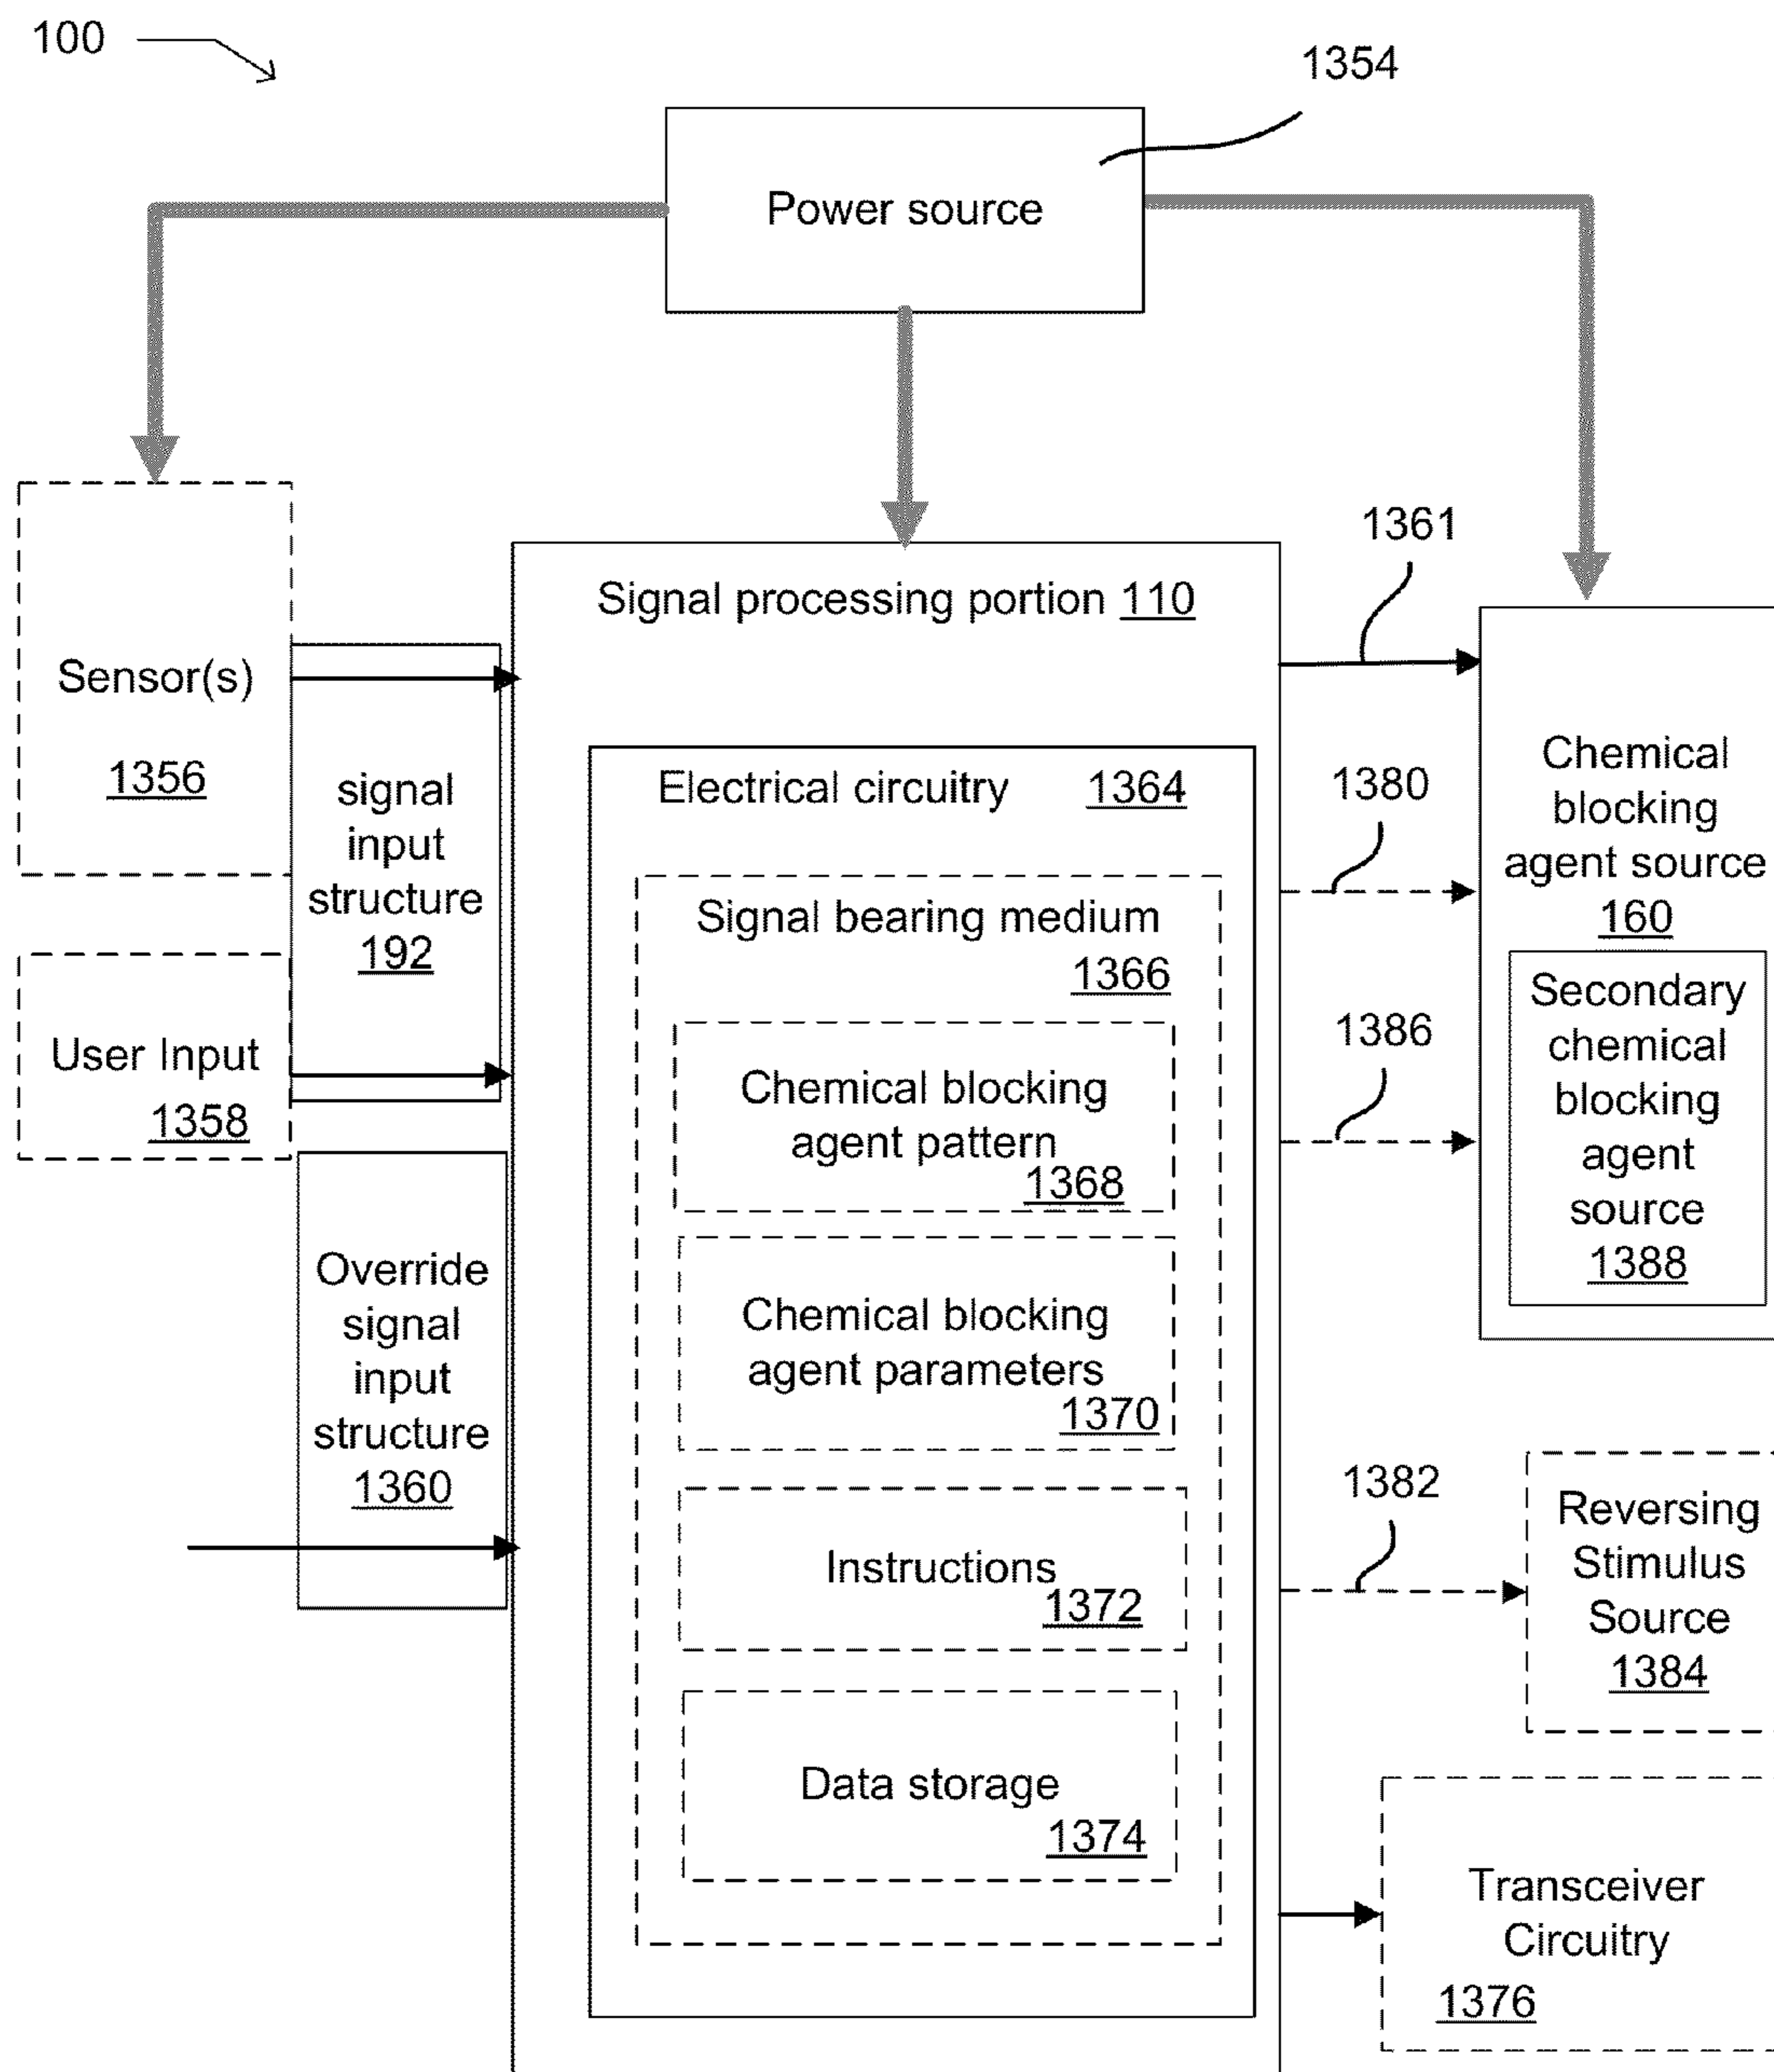 100
1354
Power source
1361
Signal processing portion 110
Sensor(s)
1356
signal
input
structure
192
Electrical circuitry 1364
1380
Chemical
blocking
agent source
160
Signal bearing medium
1366
Secondary
chemical
blocking
agent
source
1388
User Input
1358
Chemical blocking
agent pattern
1368
1386
Override
signal
input
structure
1360
Chemical blocking
agent parameters
1370
1382
Reversing
Stimulus
Source
1384
Instructions
1372
Data storage
1374
Transceiver
Circuitry
1376